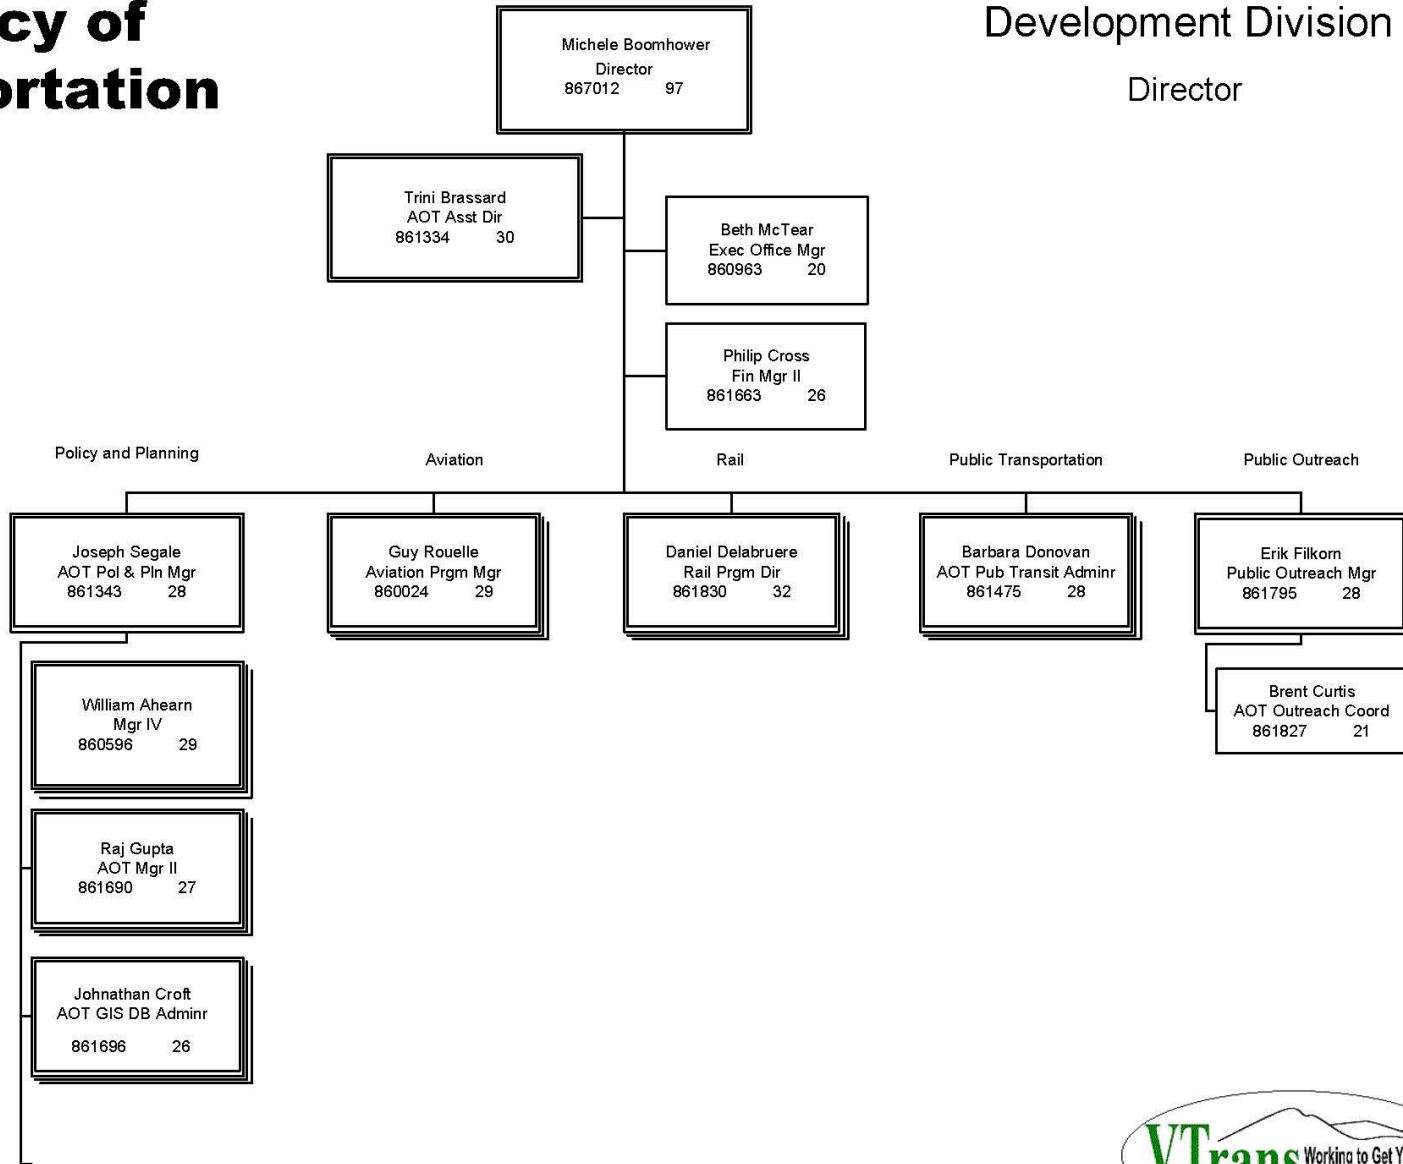 cy of
ortation
Development Division
Director
Michele Boomhower
Director
867012 97
Trini Brassard
AOT Asst Dir
861334 30
Beth McTear
Exec Office Mgr
860963 20
Philip Cross
Fin Mgr II
861663 26
Policy and Planning
Aviation
Rail
Public Transportation
Public Outreach
Joseph Segale
AOT Pol & Pln Mgr
861343 28
Guy Rouelle
Aviation Prgm Mgr
860024 29
Daniel Delabruere
Rail Prgm Dir
861830 32
Barbara Donovan
AOT Pub Transit Adminr
861475 28
Erik Filkorn
Public Outreach Mgr
861795 28
William Ahearn
Mgr IV
860596 29
Brent Curtis
AOT Outreach Coord
861827 21
Raj Gupta
AOT Mgr II
861690 27
Johnathan Croft
AOT GIS DB Adminr
861696 26
VTrans Working to Get Y